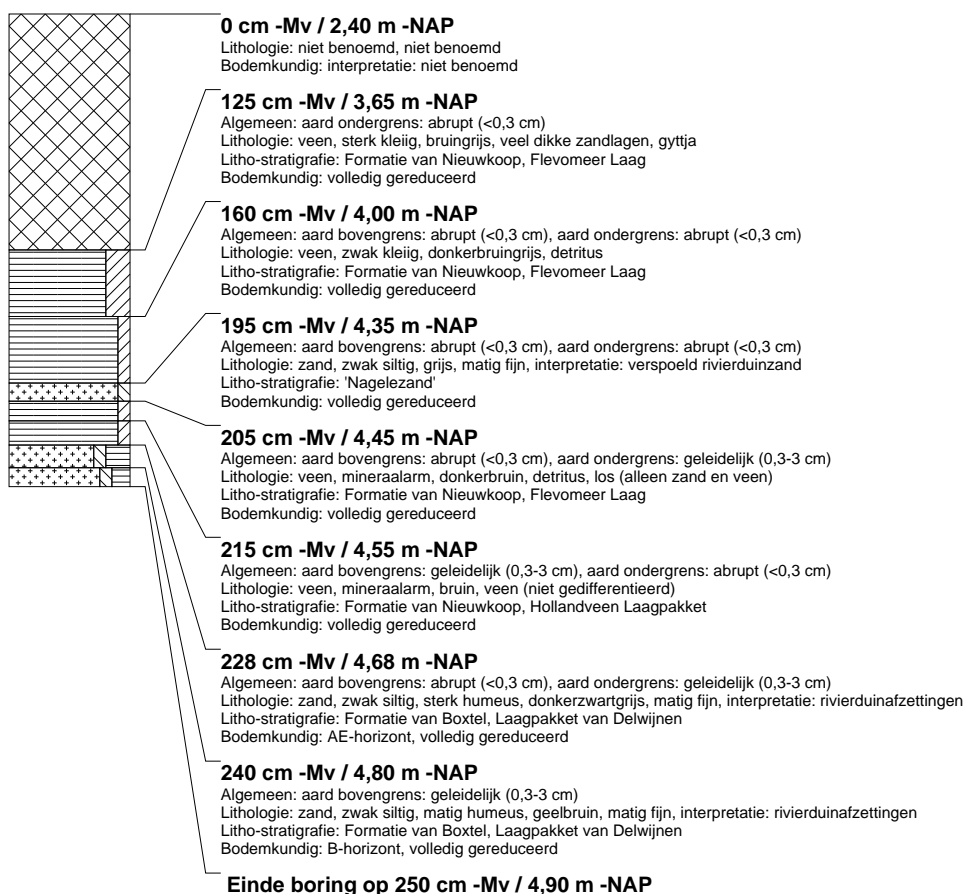 0 cm -Mv / 2,40 m -NAP
Lithologie: niet benoemd, niet benoemd
Bodemkundig: interpretatie: niet benoemd
125 cm -Mv / 3,65 m -NAP
Algemeen: aard ondergrens: abrupt (<0,3 cm)
Lithologie: veen, sterk kleiig, bruingrijs, veel dikke zandlagen, gyttja
Litho-stratigrafie: Formatie van Nieuwkoop, Flevomeer Laag
Bodemkundig: volledig gereduceerd
160 cm -Mv / 4,00 m -NAP
Algemeen: aard bovengrens: abrupt (<0,3 cm), aard ondergrens: abrupt (<0,3 cm)
Lithologie: veen, zwak kleiig, donkerbruingrijs, detritus
Litho-stratigrafie: Formatie van Nieuwkoop, Flevomeer Laag
Bodemkundig: volledig gereduceerd
195 cm -Mv / 4,35 m -NAP
Algemeen: aard bovengrens: abrupt (<0,3 cm), aard ondergrens: abrupt (<0,3 cm)
Lithologie: zand, zwak siltig, grijs, matig fijn, interpretatie: verspoeld rivierduinzand
Litho-stratigrafie: 'Nagelezand'
Bodemkundig: volledig gereduceerd
205 cm -Mv / 4,45 m -NAP
Algemeen: aard bovengrens: abrupt (<0,3 cm), aard ondergrens: geleidelijk (0,3-3 cm)
Lithologie: veen, mineraalarm, donkerbruin, detritus, los (alleen zand en veen)
Litho-stratigrafie: Formatie van Nieuwkoop, Flevomeer Laag
Bodemkundig: volledig gereduceerd
215 cm -Mv / 4,55 m -NAP
Algemeen: aard bovengrens: geleidelijk (0,3-3 cm), aard ondergrens: abrupt (<0,3 cm)
Lithologie: veen, mineraalarm, bruin, veen (niet gedifferentieerd)
Litho-stratigrafie: Formatie van Nieuwkoop, Hollandveen Laagpakket
Bodemkundig: volledig gereduceerd
228 cm -Mv / 4,68 m -NAP
Algemeen: aard bovengrens: abrupt (<0,3 cm), aard ondergrens: geleidelijk (0,3-3 cm)
Lithologie: zand, zwak siltig, sterk humeus, donkerzwartgrijs, matig fijn, interpretatie: rivierduinafzettingen
Litho-stratigrafie: Formatie van Boxtel, Laagpakket van Delwijnen
Bodemkundig: AE-horizont, volledig gereduceerd
240 cm -Mv / 4,80 m -NAP
Algemeen: aard bovengrens: geleidelijk (0,3-3 cm)
Lithologie: zand, zwak siltig, matig humeus, geelbruin, matig fijn, interpretatie: rivierduinafzettingen
Litho-stratigrafie: Formatie van Boxtel, Laagpakket van Delwijnen
Bodemkundig: B-horizont, volledig gereduceerd
Einde boring op 250 cm -Mv / 4,90 m -NAP